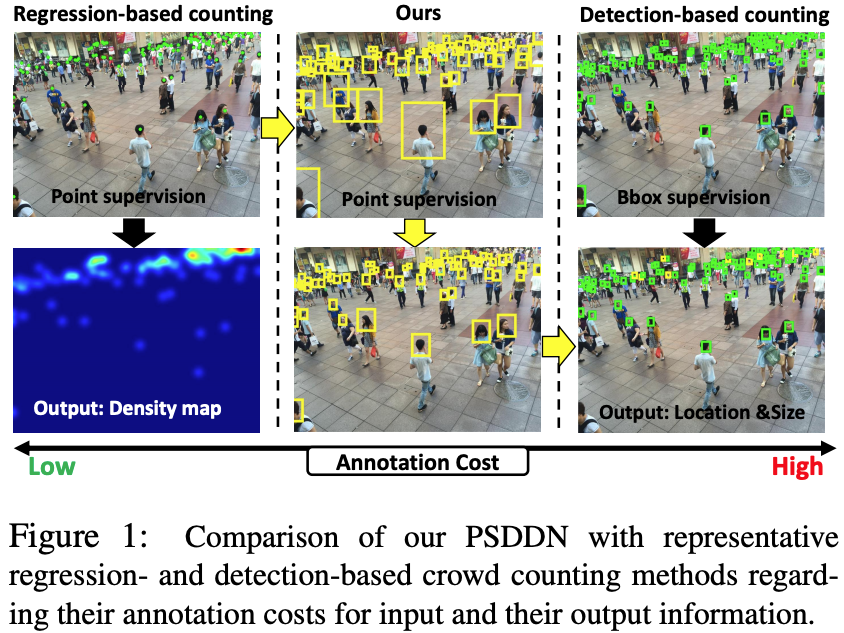 Regression-based counting
Ours
Detection-based counting
Point supervision
Point supervision
Bbox supervision
Output: Density map
Output: Location &Size
Low
Annotation Cost
High
Figure 1: Comparison of our PSDDN with representative
regression- and detection-based crowd counting methods regard-
ing their annotation costs for input and their output information.